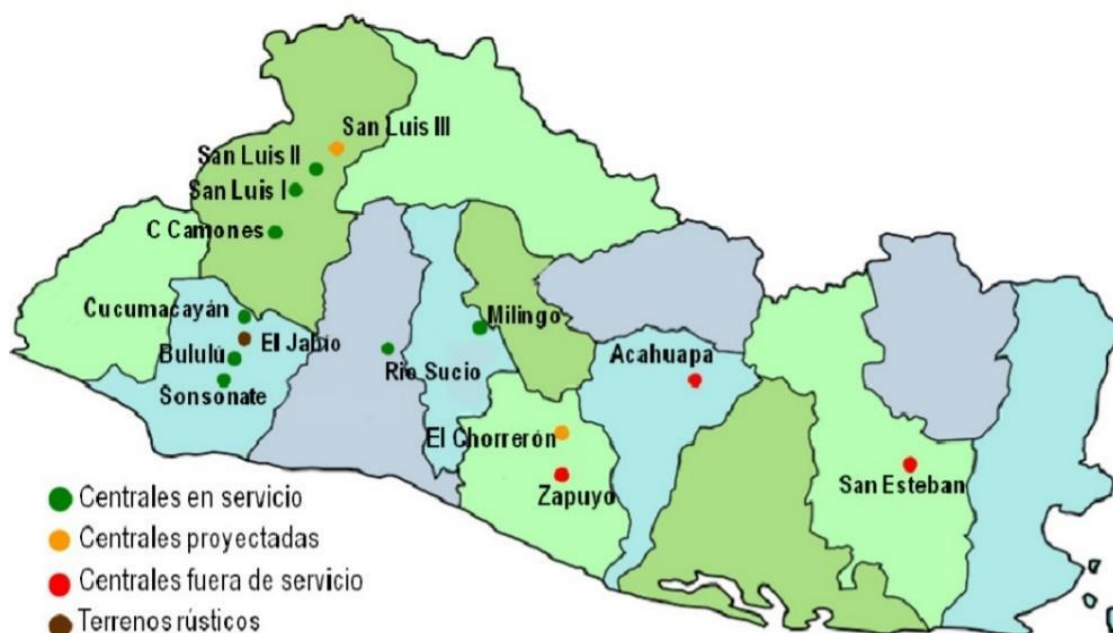 San Luis III
San Luis II
San Luis I
C Camones
Cucumacayán
El Jabío
Bululú
Sonsonate
Milingo
Río Sucio
Acahuapa
El Chorrerón
Zapuyo
San Esteban
Centrales en servicio
Centrales proyectadas
Centrales fuera de servicio
Terrenos rústicos